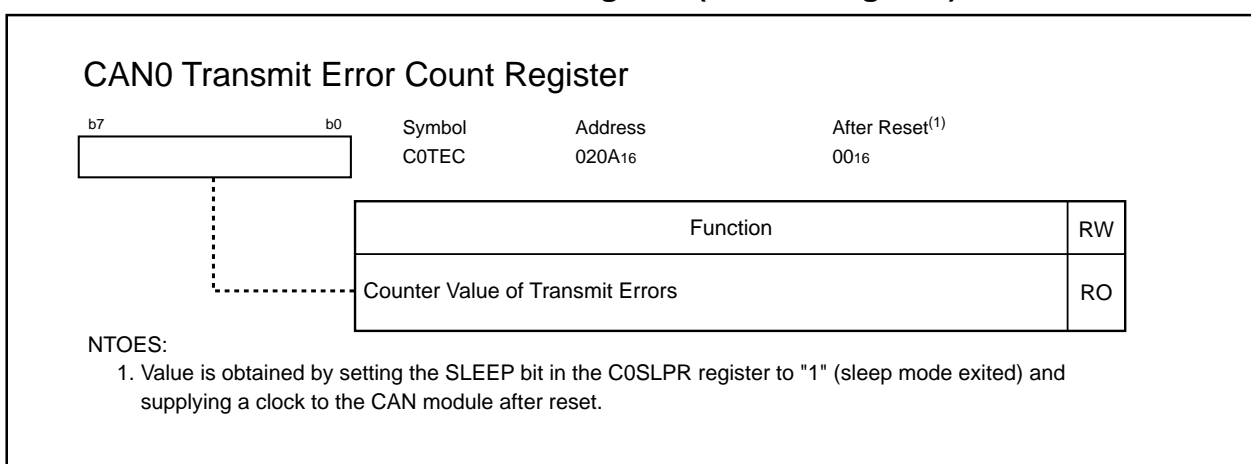 CAN0 Transmit Error Count Register
b7 b0 Symbol Address After Reset(1)
C0TEC 020A16 0016
Function RW
Counter Value of Transmit Errors RO
NTOES:
1. Value is obtained by setting the SLEEP bit in the C0SLPR register to "1" (sleep mode exited) and
supplying a clock to the CAN module after reset.